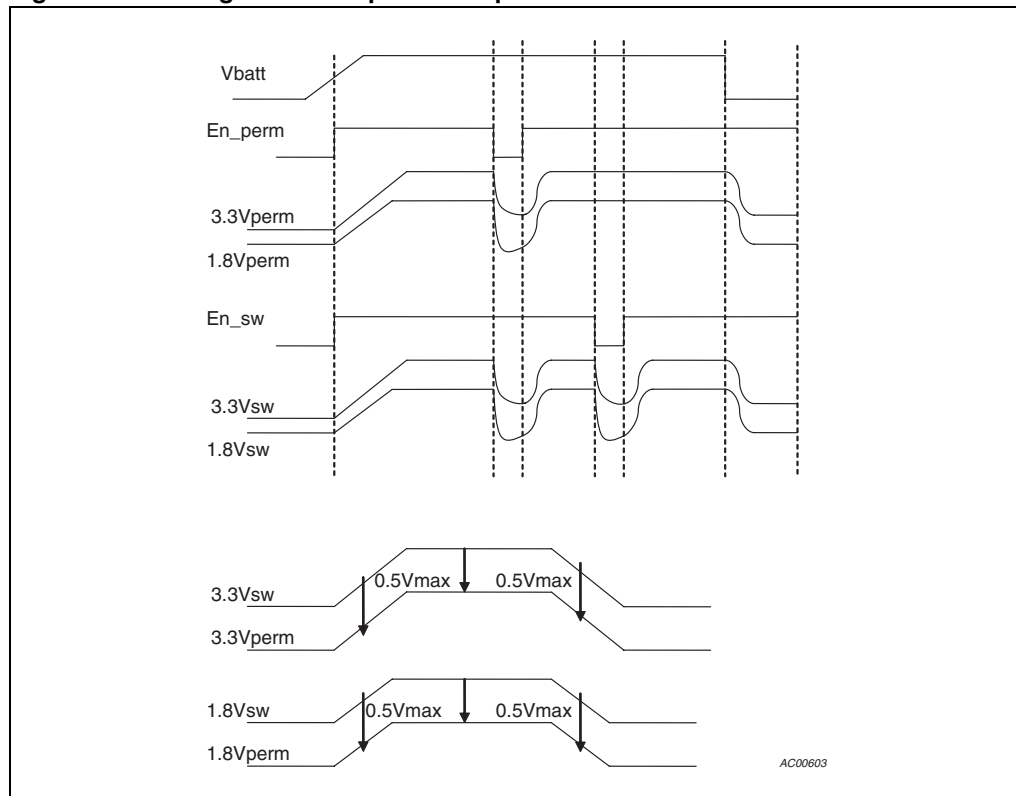 Vbatt
En_perm
3.3Vperm
1.8Vperm
En_sw
3.3Vsw
1.8Vsw
0.5Vmax 0.5Vmax
3.3Vsw
3.3Vperm
1.8Vsw 0.5Vmax 0.5Vmax
1.8Vperm
AC00603